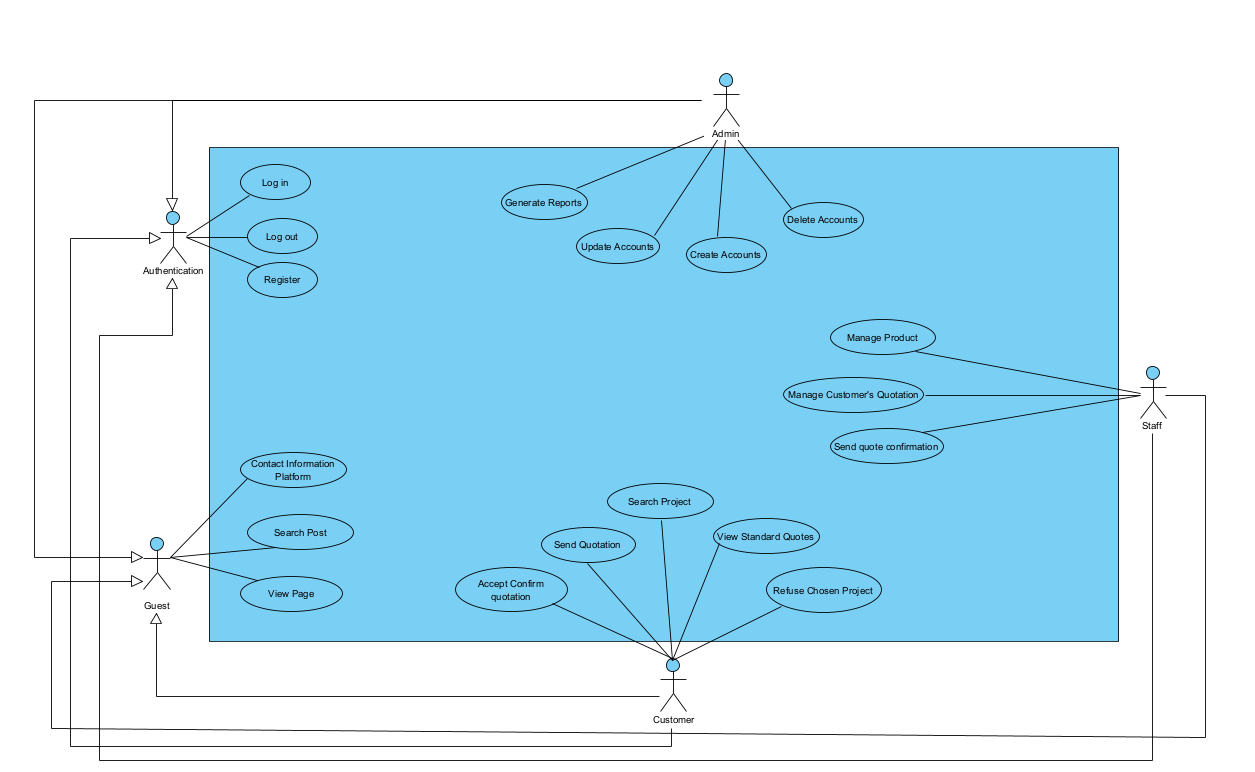 Admin
Log in
Generate Reports
Delete Accounts
Log out
Update Accounts
Create Accounts
Authentication
Register
Manage Product
Manage Customer's Quotation
Staff
Send quote confirmation
Contact Information
Platform
Search Project
Search Post
View Standard Quotes
Send Quotation
Accept Confirm
quotation
Refuse Chosen Project
View Page
Guest
Customer